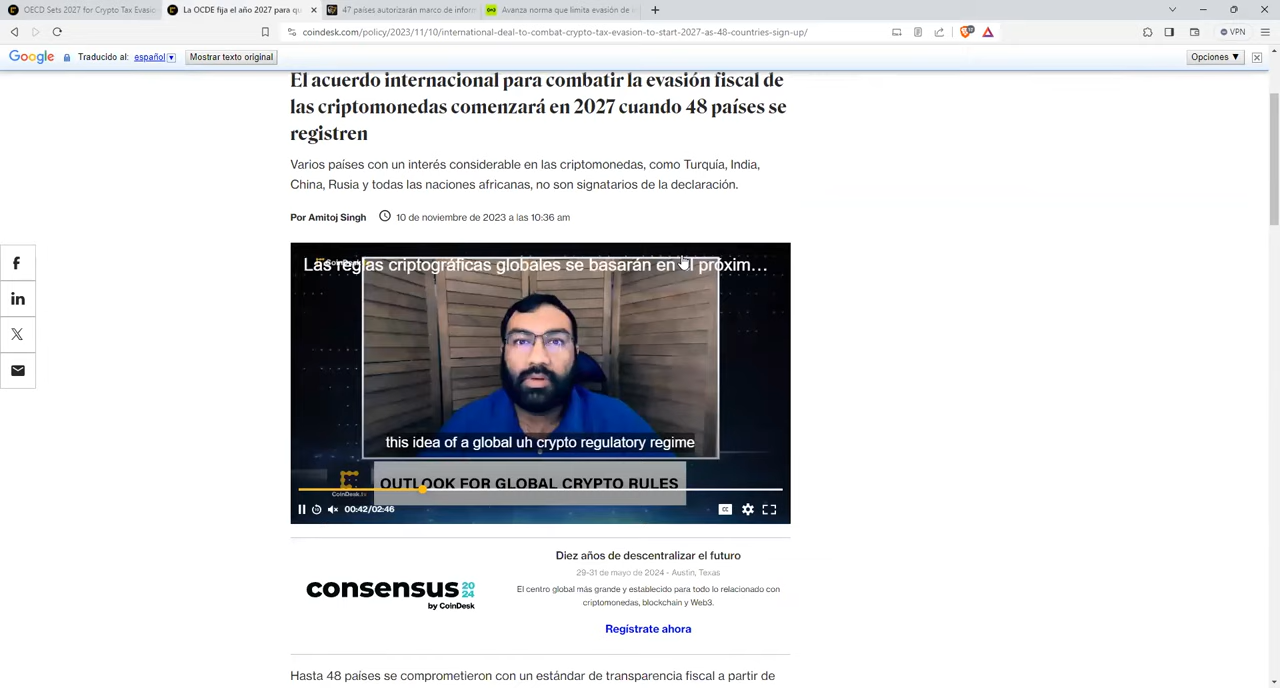 OECD Sets 2027 for Crypto Tax Evasio
La OCDE fija el año 2027 para qu
47 países autorizarán marco de inform
Avanza norma que limita evasión de
coindesk.com/policy/2023/11/10/international-deal-to-combat-crypto-tax-evasion-to-start-2027-as-48-countries-sign-up/
VPN
Google Traducido al: español Mostrar texto original Opciones
El acuerdo internacional para combatir la evasión fiscal de
las criptomonedas comenzará en 2027 cuando 48 países se
registren
Varios países con un interés considerable en las criptomonedas, como Turquía, India,
China, Rusia y todas las naciones africanas, no son signatarios de la declaración.
Por Amitoj Singh 10 de noviembre de 2023 a las 10:36 am
Las reglas criptográficas globales se basarán en el próxim...
this idea of a global uh crypto regulatory regime
OUTLOOK FOR GLOBAL CRYPTO RULES
CoinDesk.tv
00:42/02:46
CC
Diez años de descentralizar el futuro
29-31 de mayo de 2024 - Austin, Texas
consensus 2024
by CoinDesk
El centro global más grande y establecido para todo lo relacionado con
criptomonedas, blockchain y Web3.
Regístrate ahora
Hasta 48 países se comprometieron con un estándar de transparencia fiscal a partir de